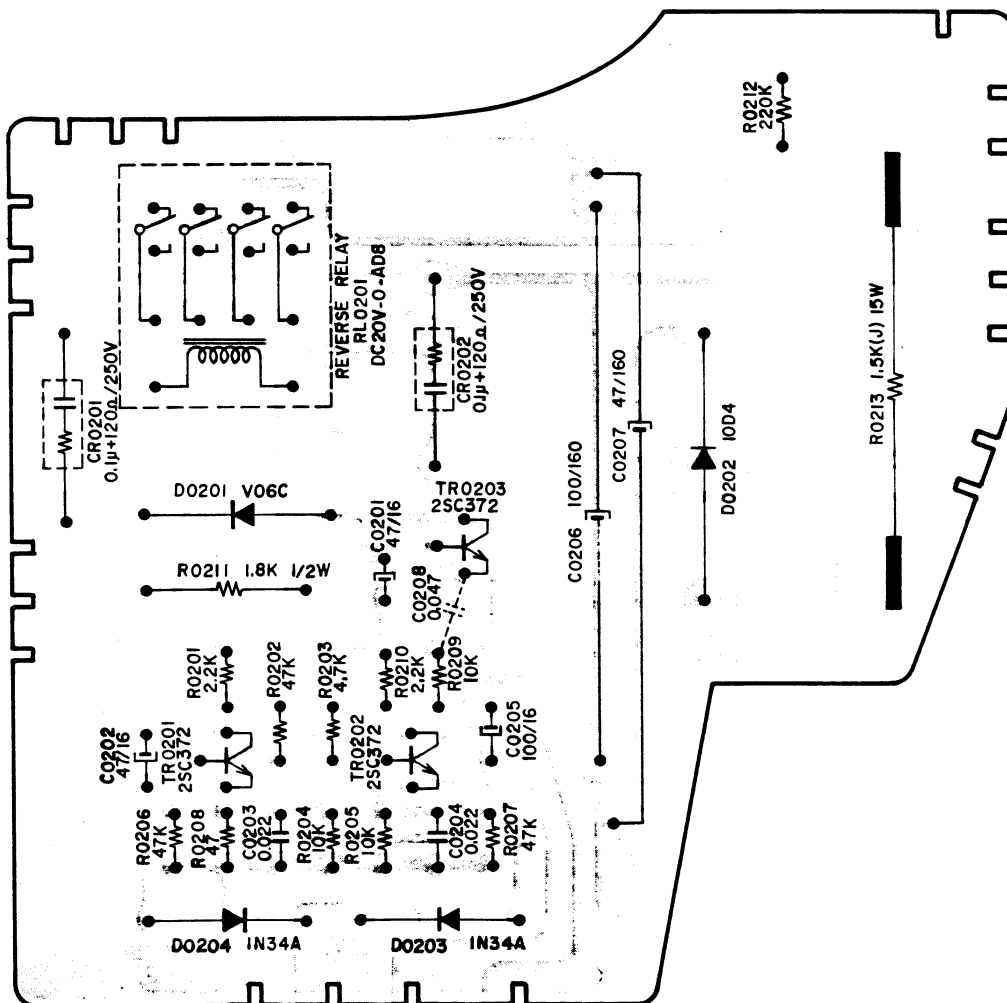 R0212
220K
REVERSE RELAY
RL0201
DC20V-0-AD8
CR0201
0.1μ+120Ω/250V
CR0202
0.1μ+120Ω/250V
R0213 1.5K(J) 15W
C0207 47/160
C0206 100/160
D0202 10D4
D0201 V06C
TR0203
2SC372
C0201
47/16
R0211 1.8K 1/2W
C0208
0.047
R0201
2.2K
R0202
47K
R0203
4.7K
R0210
2.2K
R0209
10K
C0202
47/16
TR0201
2SC372
TR0202
2SC372
C0205
100/16
R0206
47K
R0208
47
C0203
0.022
R0204
10K
R0205
10K
C0204
0.022
R0207
47K
D0204 1N34A
D0203 1N34A